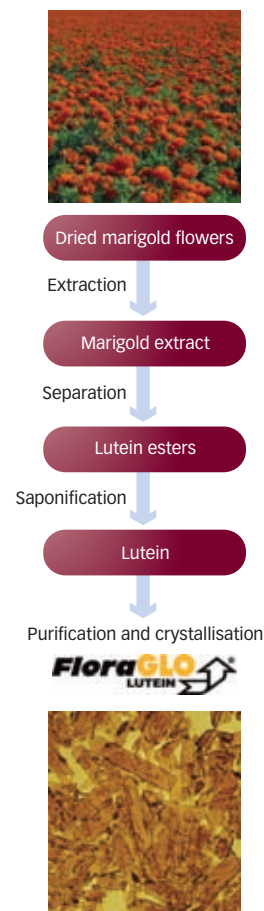 Dried marigold flowers
Extraction
Marigold extract
Separation
Lutein esters
Saponification
Lutein
Purification and crystallisation
FloraGLO®
LUTEIN